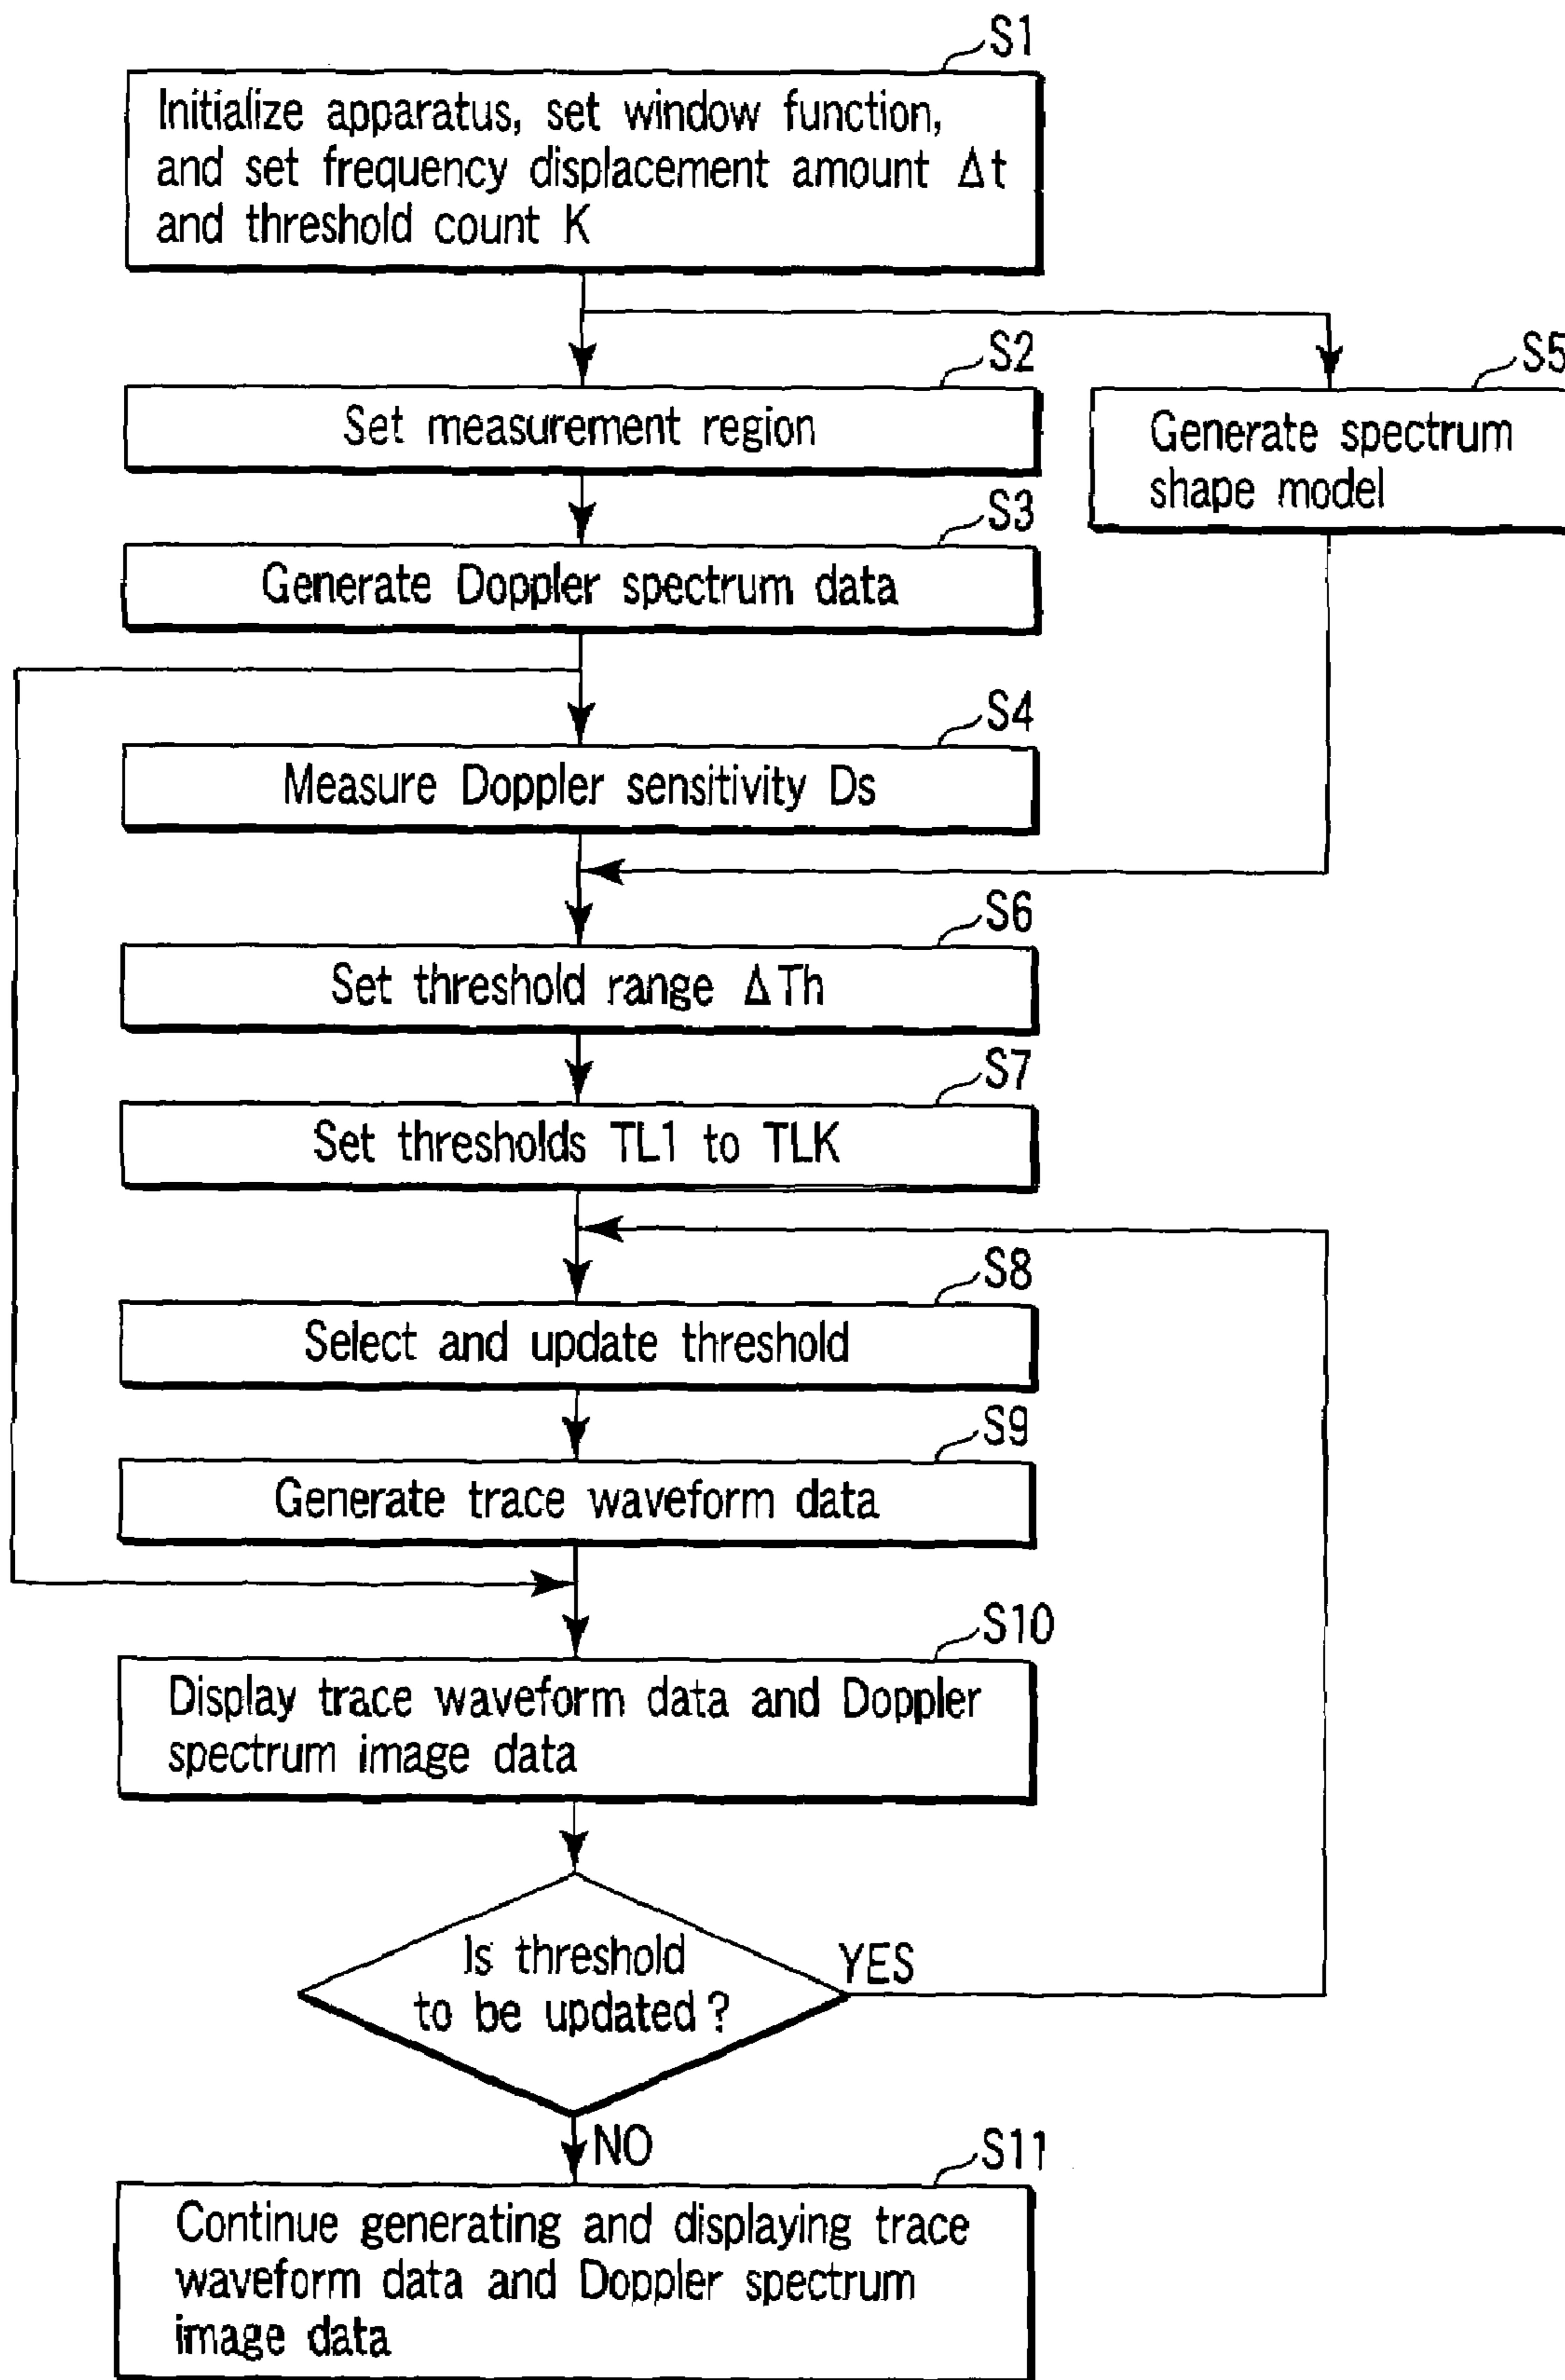 S1
Initialize apparatus, set window function,
and set frequency displacement amount Δt
and threshold count K
S2
Set measurement region
S5
Generate spectrum
shape model
S3
Generate Doppler spectrum data
S4
Measure Doppler sensitivity Ds
S6
Set threshold range ΔTh
S7
Set thresholds TL1 to TLK
S8
Select and update threshold
S9
Generate trace waveform data
S10
Display trace waveform data and Doppler
spectrum image data
Is threshold
to be updated?
YES
NO
S11
Continue generating and displaying trace
waveform data and Doppler spectrum
image data